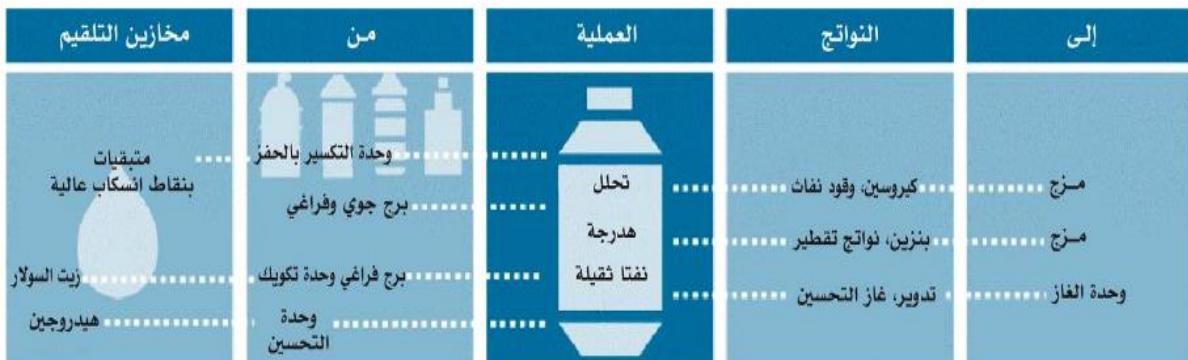 مخازين التلقيم
من
العملية
النواتج
إلى
متبقيات
بنقاط انسكاب عالية
زيت السولار
هيدروجين
وحدة التكسير بالحفز
برج جوي وفراغي
برج فراغي وحدة تكويك
وحدة
التحسين
تحلل
هدرجة
نفتا ثقيلة
كيروسين، وقود نفاث
بنزين، نواتج تقطير
تدوير، غاز التحسين
مزج
مزج
وحدة الغاز